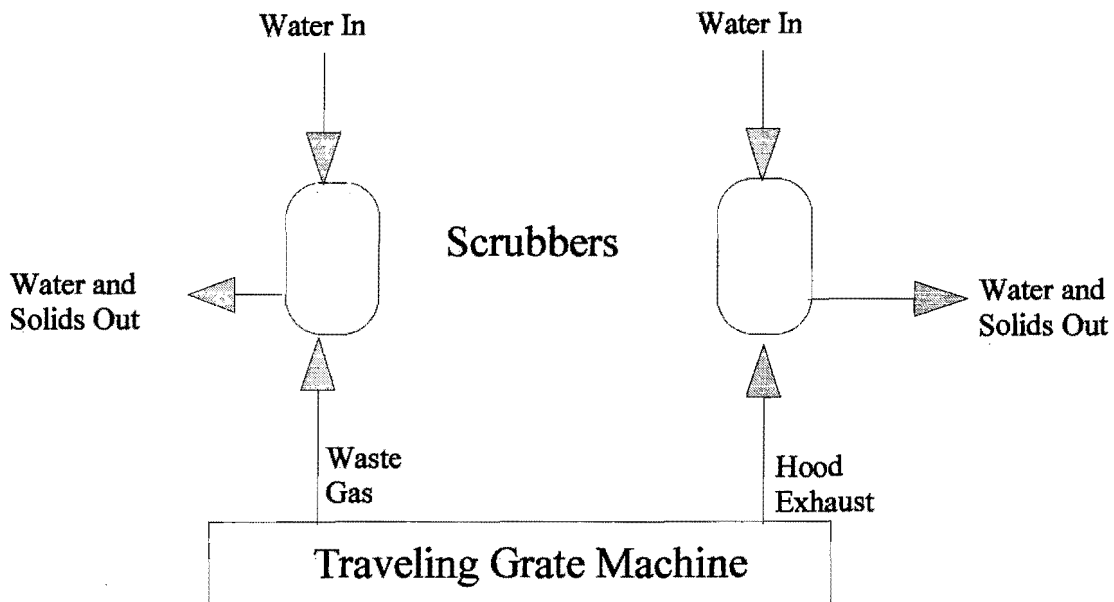 Water In
Water In
Scrubbers
Water and
Solids Out
Water and
Solids Out
Waste
Gas
Hood
Exhaust
Traveling Grate Machine